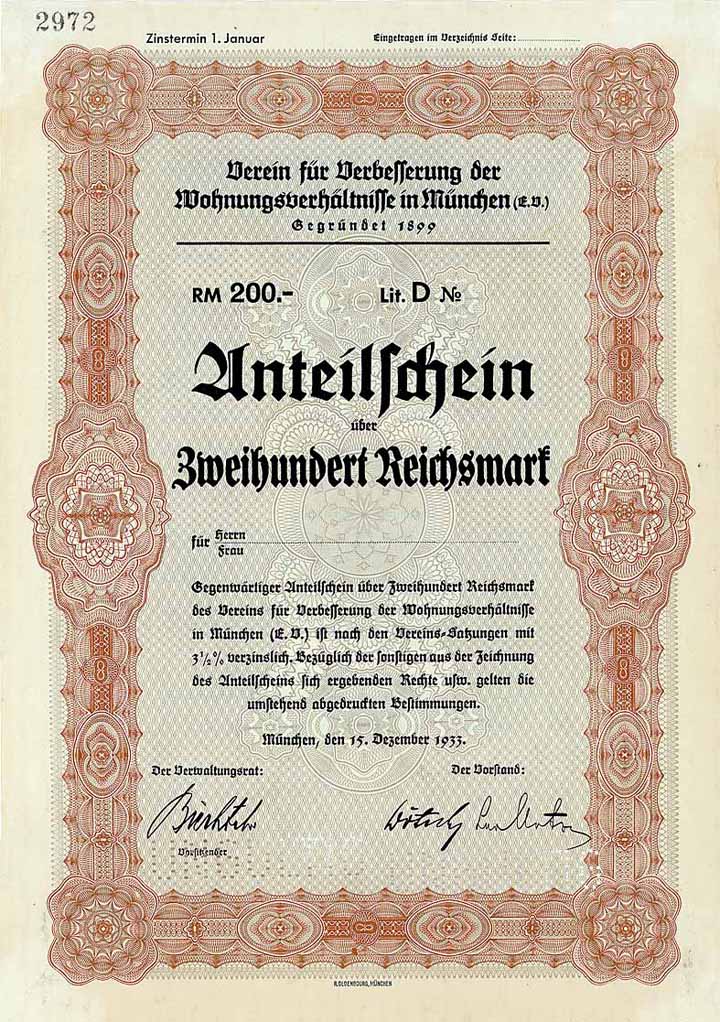 2972
Zinstermin 1. Januar
Eingetragen im Verzeichnis Seite:
Verein für Verbesserung der
Wohnungsverhältnisse in München (E.V.)
Gegründet 1899
RM 200.- Lit. D №
Anteilschein
über
Zweihundert Reichsmark
für Herrn
Frau
Gegenwärtiger Anteilschein über Zweihundert Reichsmark
des Vereins für Verbesserung der Wohnungsverhältnisse
in München (E.V.) ist nach den Vereins-Satzungen mit
3½% verzinslich. Bezüglich der sonstigen aus der Zeichnung
des Anteilscheins sich ergebenden Rechte usw. gelten die
umstehend abgedruckten Bestimmungen.
München, den 15. Dezember 1933.
Der Verwaltungsrat: Der Vorstand:
Vorsitzender
R. OLDENBOURG, MÜNCHEN